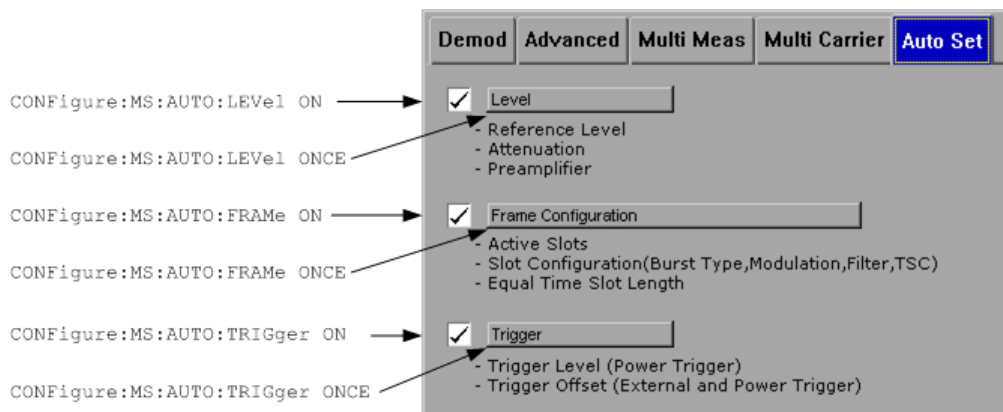 Demod Advanced Multi Meas Multi Carrier Auto Set
CONFigure:MS:AUTO:LEVel ON Level
- Reference Level
- Attenuation
CONFigure:MS:AUTO:LEVel ONCE
- Preamplifier
CONFigure:MS:AUTO:FRAMe ON Frame Configuration
- Active Slots
- Slot Configuration(Burst Type,Modulation,Filter,TSC)
CONFigure:MS:AUTO:FRAMe ONCE
- Equal Time Slot Length
CONFigure:MS:AUTO:TRIGger ON Trigger
- Trigger Level (Power Trigger)
- Trigger Offset (External and Power Trigger)
CONFigure:MS:AUTO:TRIGger ONCE